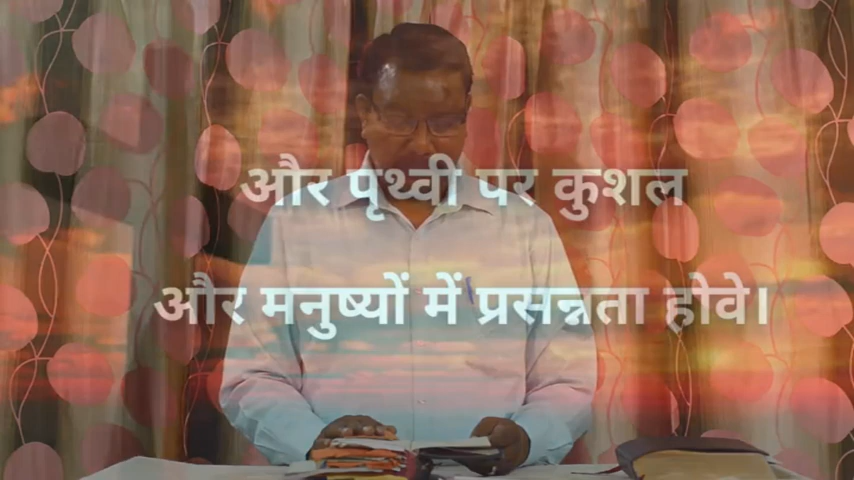 और पृथ्वी पर कुशल
और मनुष्यों में प्रसन्नता होवे।